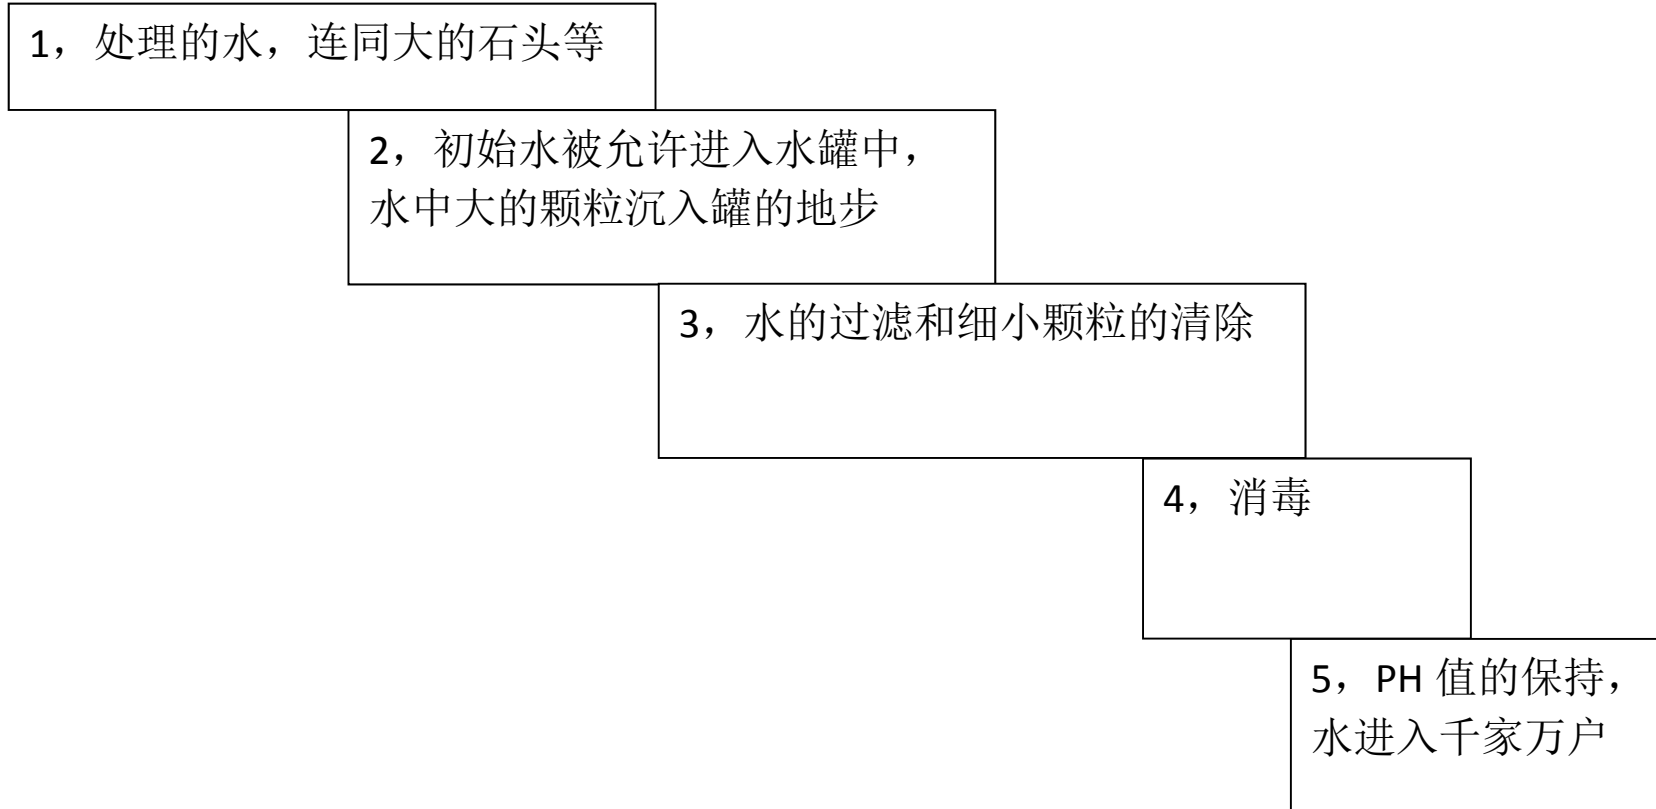 1，处理的水，连同大的石头等
2，初始水被允许进入水罐中，
水中大的颗粒沉入罐的地步
3，水的过滤和细小颗粒的清除
4，消毒
5，PH 值的保持，
水进入千家万户